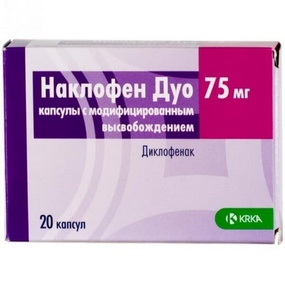 Наклофен Дуо 75 мг
капсулы с модифицированным
высвобождением
Диклофенак
20 капсул
KRKA